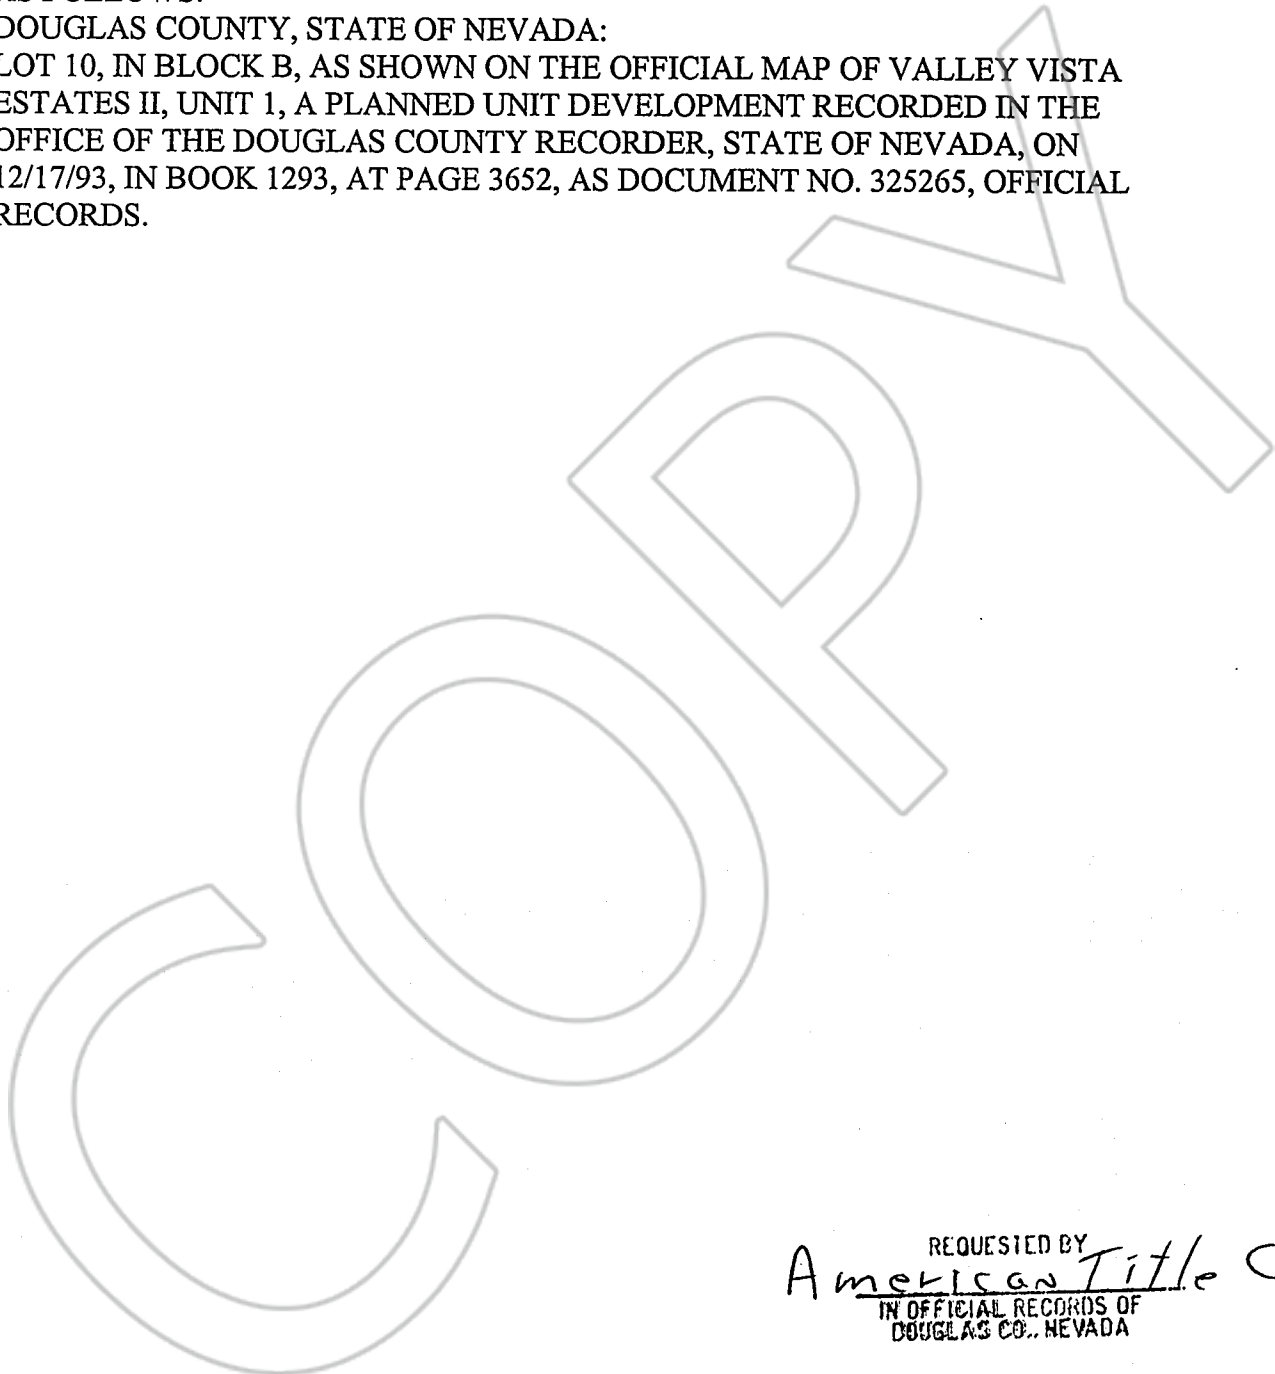 DOUGLAS COUNTY, STATE OF NEVADA:
LOT 10, IN BLOCK B, AS SHOWN ON THE OFFICIAL MAP OF VALLEY VISTA
ESTATES II, UNIT 1, A PLANNED UNIT DEVELOPMENT RECORDED IN THE
OFFICE OF THE DOUGLAS COUNTY RECORDER, STATE OF NEVADA, ON
12/17/93, IN BOOK 1293, AT PAGE 3652, AS DOCUMENT NO. 325265, OFFICIAL
RECORDS.
COPY
REQUESTED BY
American Title C
IN OFFICIAL RECORDS OF
DOUGLAS CO., NEVADA